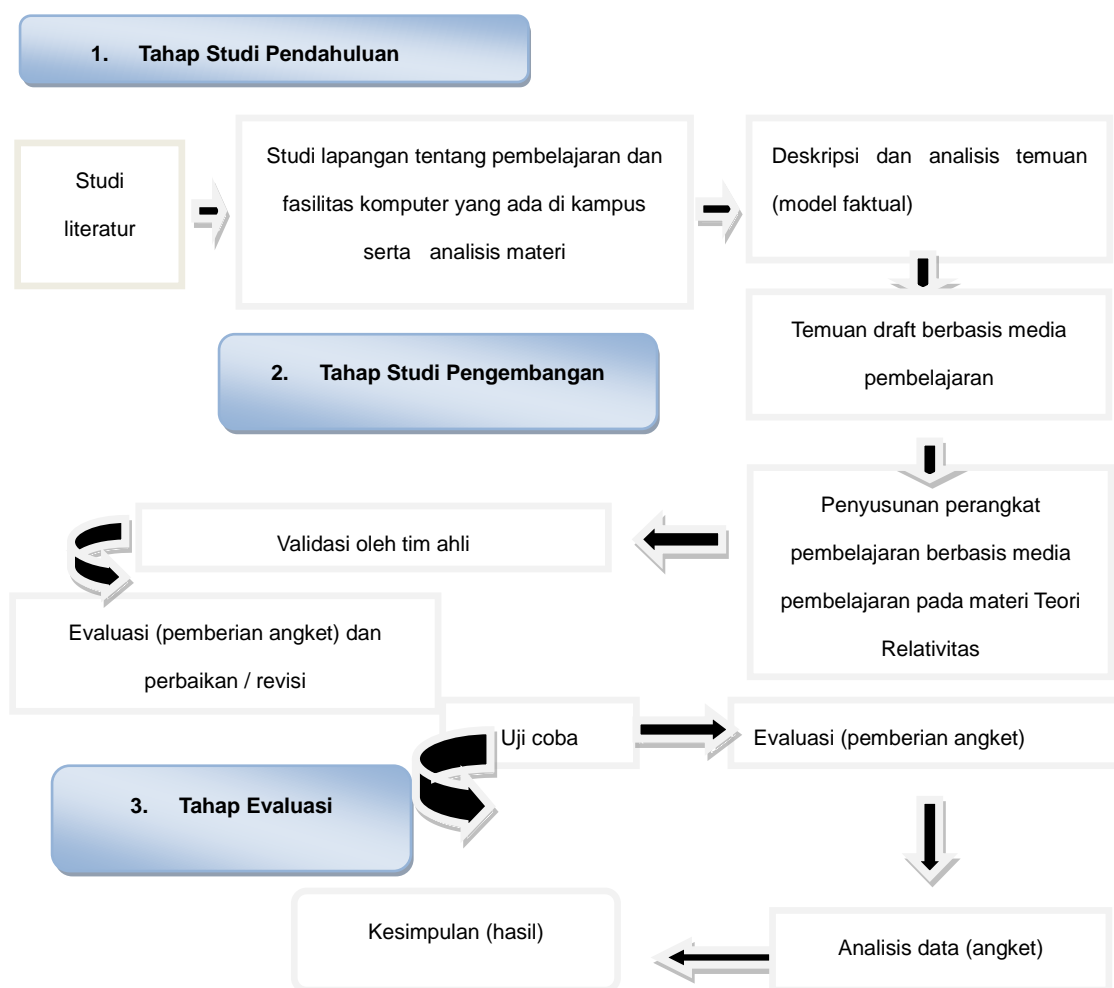 1. Tahap Studi Pendahuluan
Studi
literatur
Studi lapangan tentang pembelajaran dan
fasilitas komputer yang ada di kampus
serta analisis materi
Deskripsi dan analisis temuan
(model faktual)
Temuan draft berbasis media
pembelajaran
2. Tahap Studi Pengembangan
Penyusunan perangkat
pembelajaran berbasis media
pembelajaran pada materi Teori
Relativitas
Validasi oleh tim ahli
Evaluasi (pemberian angket) dan
perbaikan / revisi
Uji coba
Evaluasi (pemberian angket)
3. Tahap Evaluasi
Analisis data (angket)
Kesimpulan (hasil)